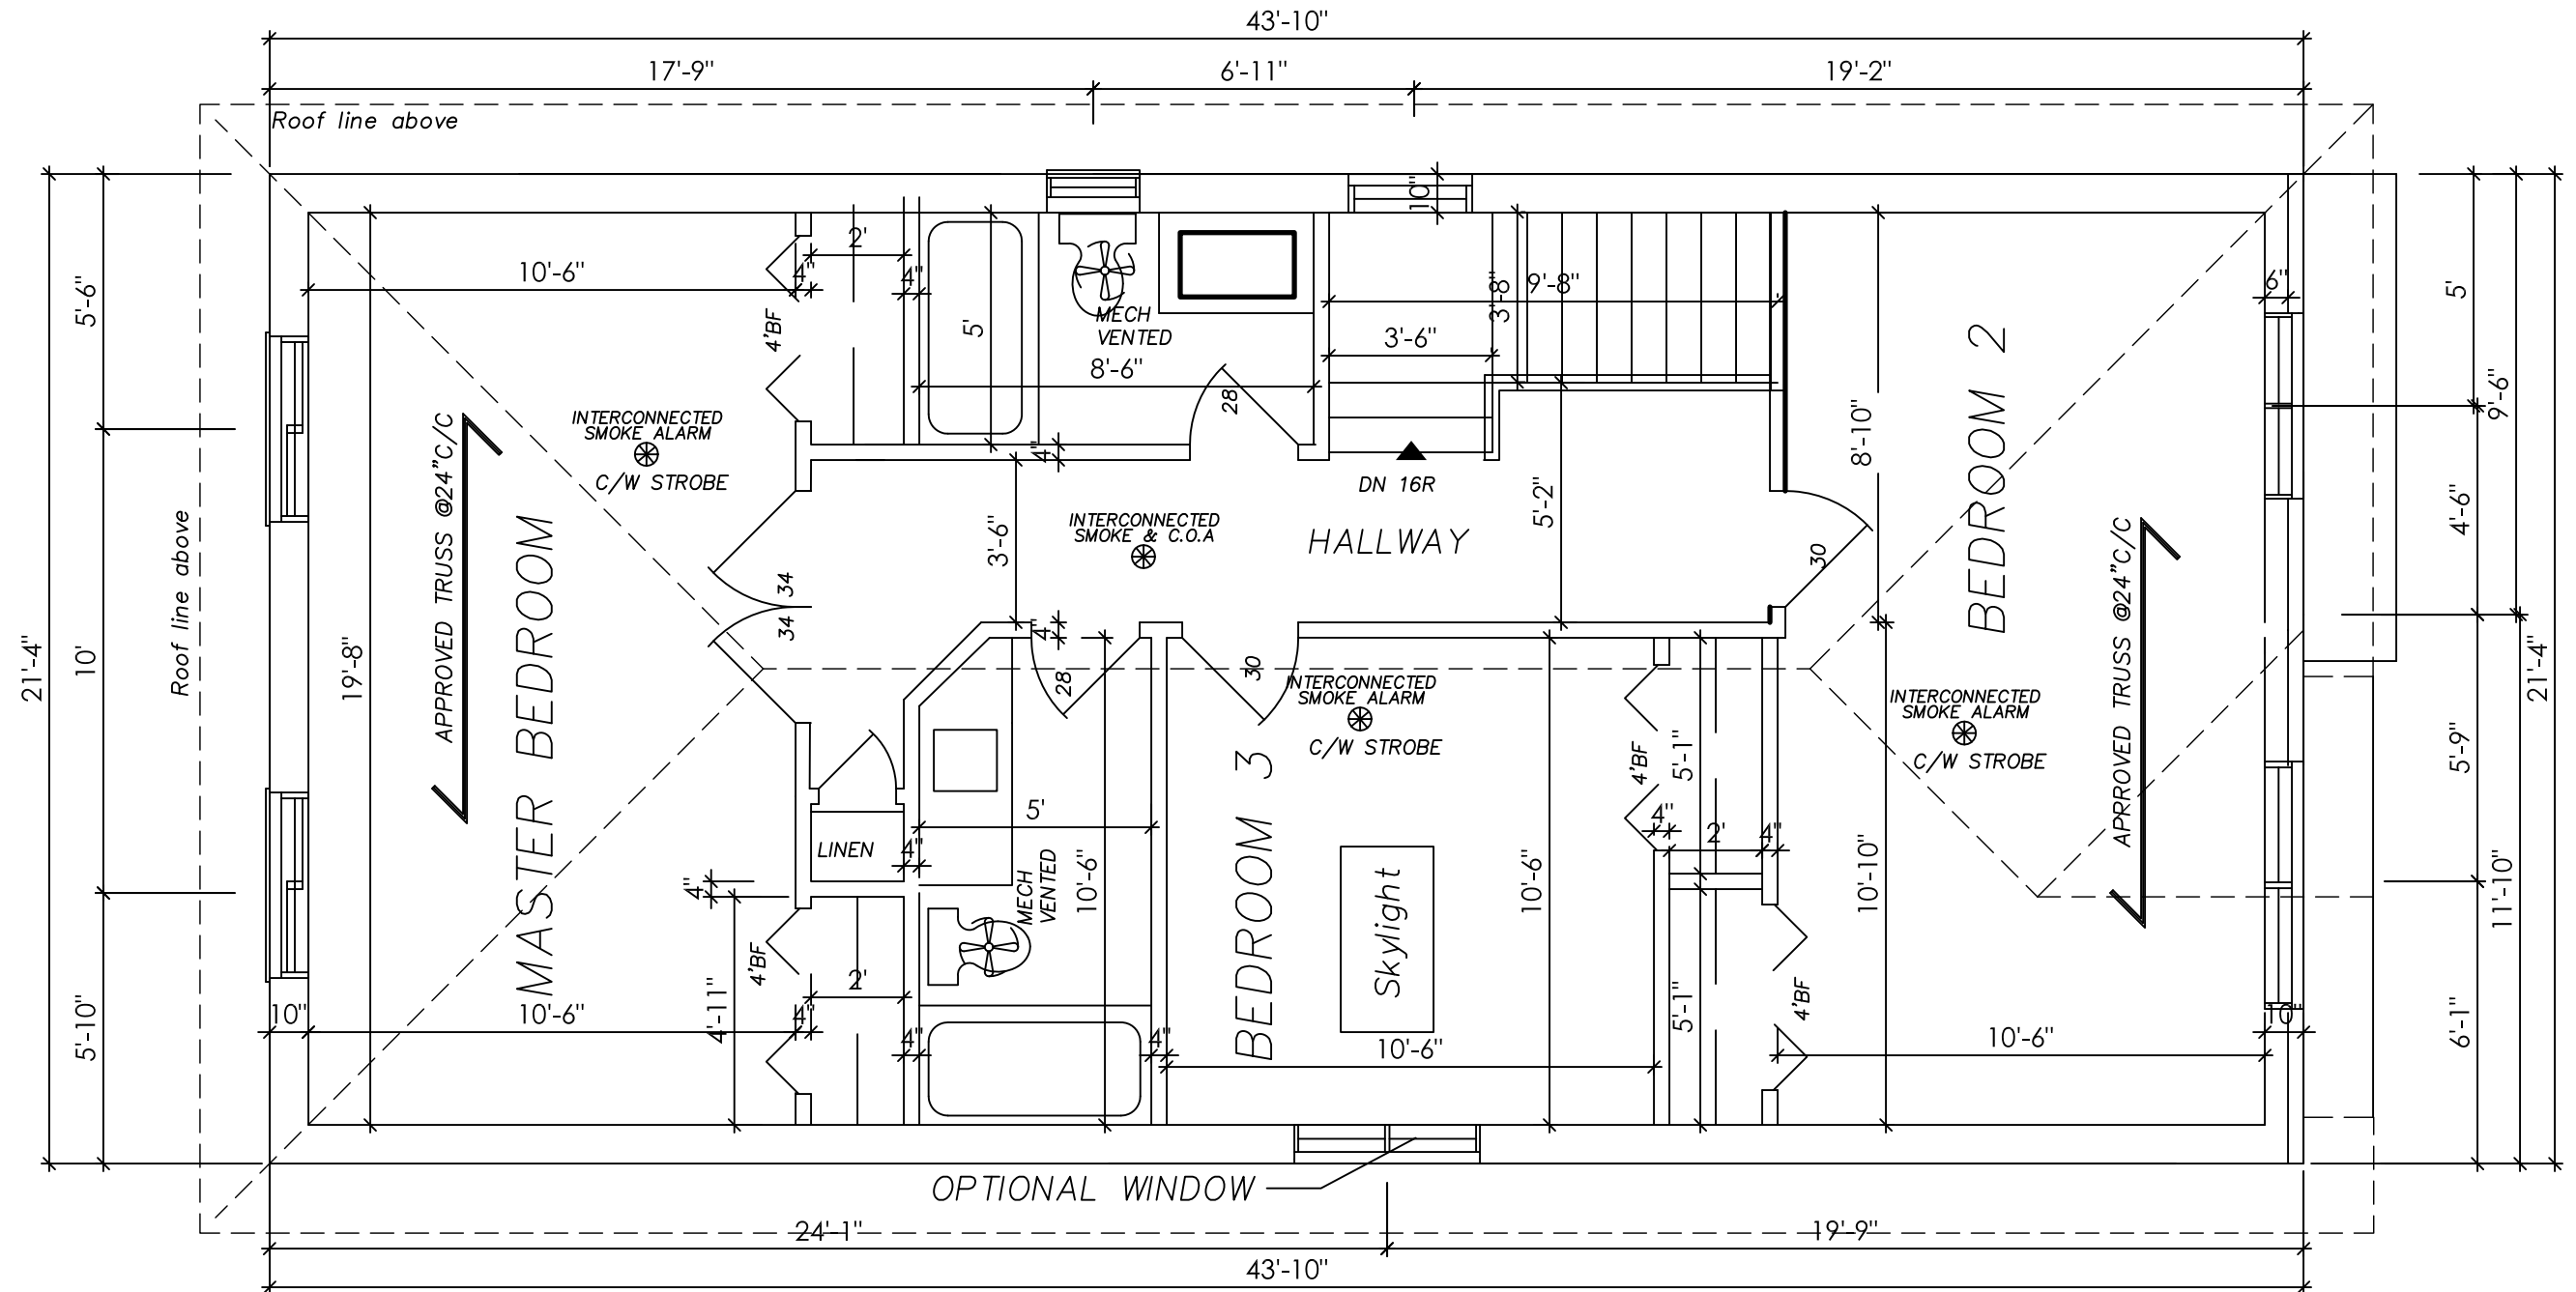 43'-10"
17'-9"
6'-11"
19'-2"
Roof line above
10"
2'
10'-6"
4"
4"
6"
5'-6"
5'
3'-8"
9'-8"
5'
MECH
VENTED
4'BF
3'-6"
8'-6"
28
9'-6"
INTERCONNECTED
SMOKE ALARM
C/W STROBE
APPROVED TRUSS @24"C/C
4"
8'-10"
BEDROOM 2
DN 16R
5'-2"
4'-6"
INTERCONNECTED
SMOKE & C.O.A
3'-6"
HALLWAY
30
34
34
Roof line above
21'-4"
10'
19'-8"
MASTER BEDROOM
4"
28
30
INTERCONNECTED
SMOKE ALARM
C/W STROBE
INTERCONNECTED
SMOKE ALARM
C/W STROBE
APRROVED TRUSS @24"C/C
21'-4"
5'-9"
4'BF
5'-1"
BEDROOM 3
5'
4"
2'
4"
LINEN
4"
MECH
VENTED
10'-6"
10'-6"
10'-10"
11'-10"
4"
Skylight
4'BF
2'
5'-10"
10"
10'-6"
4"
4'-11"
4"
4"
10'-6"
5'-1"
4'BF
10'-6"
10"
6'-1"
OPTIONAL WINDOW
24'-1"
19'-9"
43'-10"